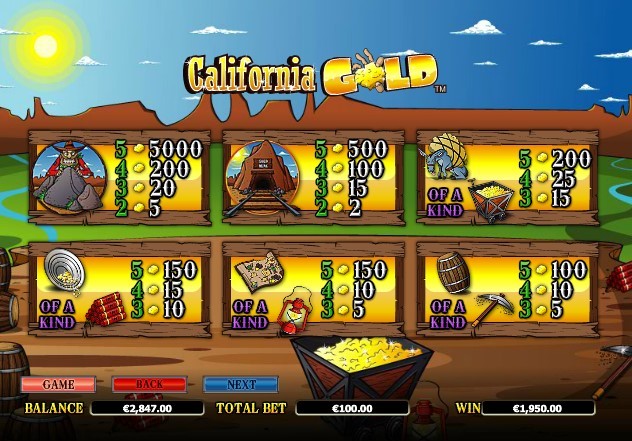 California GOLD™
5 5000
4 200
3 20
2 5
5 500
4 100
3 15
2 2
OF A
KIND
5 200
4 25
3 15
OF A
KIND
5 150
4 15
3 10
OF A
KIND
5 150
4 10
3 5
OF A
KIND
5 100
4 10
3 5
GAME BACK NEXT
BALANCE €2,847.00 TOTAL BET €100.00 WIN €1,950.00